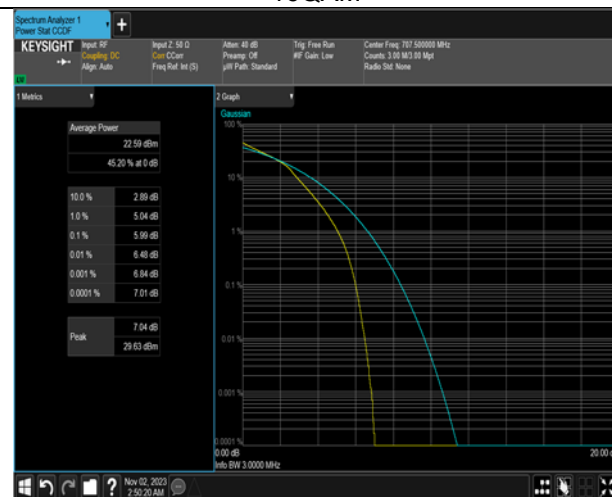 Spectrum Analyzer 1
Power Stat CCDF
KEYSIGHT
Input: RF
Coupling: DC
Align: Auto
Input Z: 50 Ω
Corr CCorr
Freq Ref: Int (S)
Atten: 40 dB
Preamp: Off
µW Path: Standard
Trig: Free Run
#IF Gain: Low
Center Freq: 707.500000 MHz
Counts: 3.00 M/3.00 Mpt
Radio Std: None
1 Metrics
Average Power
22.59 dBm
45.20 % at 0 dB
10.0 % 2.89 dB
1.0 % 5.04 dB
0.1 % 5.99 dB
0.01 % 6.48 dB
0.001 % 6.84 dB
0.0001 % 7.01 dB
Peak
7.04 dB
29.63 dBm
2 Graph
Gaussian
100 %
10 %
1 %
0.1 %
0.01 %
0.001 %
0.0001 %
0.00 dB
20.00
Info BW 3.0000 MHz
Nov 02, 2023
2:50:20 AM